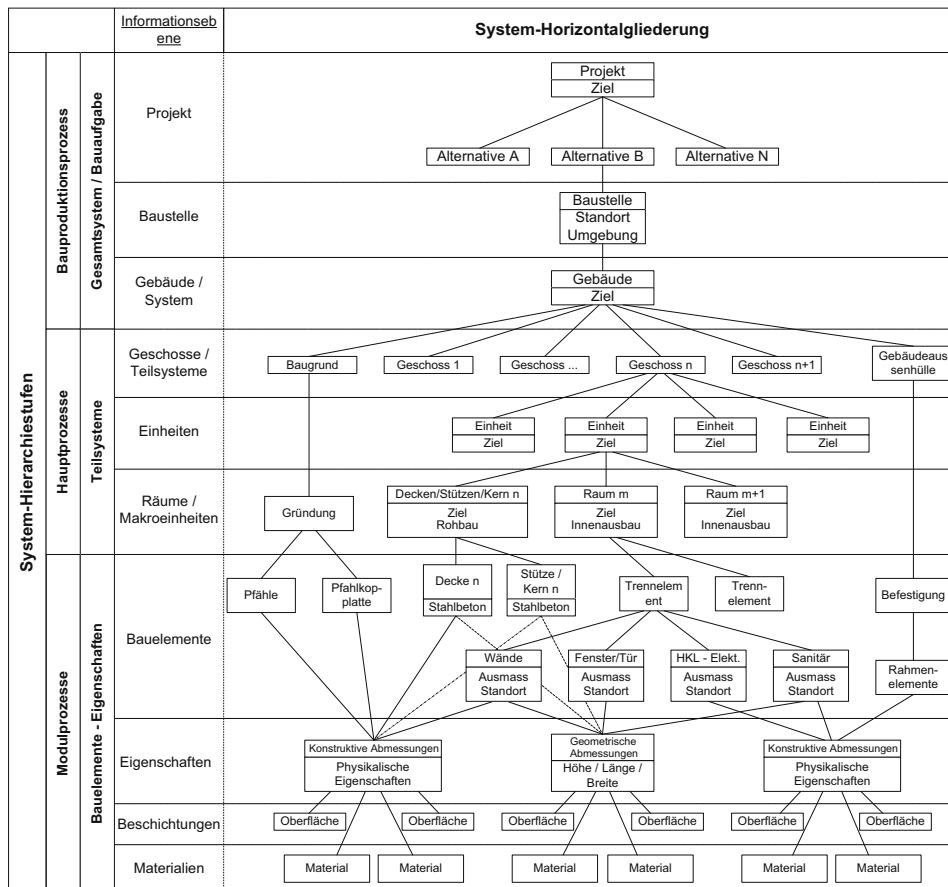 Informationseb
ene
System-Horizontalgliederung
System-Hierarchiestufen
Bauproduktionsprozess
Gesamtsystem / Bauaufgabe
Projekt
Projekt
Ziel
Alternative A
Alternative B
Alternative N
Baustelle
Baustelle
Standort
Umgebung
Gebäude /
System
Gebäude
Ziel
Hauptprozesse
Teilsysteme
Geschosse /
Teilsysteme
Baugrund
Geschoss 1
Geschoss ...
Geschoss n
Geschoss n+1
Gebäudeaus
senhülle
Einheiten
Einheit
Ziel
Einheit
Ziel
Einheit
Ziel
Einheit
Ziel
Räume /
Makroeinheiten
Gründung
Decken/Stützen/Kern n
Ziel
Rohbau
Raum m
Ziel
Innenausbau
Raum m+1
Ziel
Innenausbau
Modulprozesse
Bauelemente - Eigenschaften
Bauelemente
Pfähle
Pfahlkop-
platte
Decke n
Stahlbeton
Stütze /
Kern n
Stahlbeton
Trennelem
ent
Trenn-
element
Befestigung
Wände
Ausmass
Standort
Fenster/Tür
Ausmass
Standort
HKL - Elekt.
Ausmass
Standort
Sanitär
Ausmass
Standort
Rahmen-
elemente
Eigenschaften
Konstruktive Abmessungen
Physikalische
Eigenschaften
Geometrische
Abmessungen
Höhe / Länge /
Breite
Konstruktive Abmessungen
Physikalische
Eigenschaften
Beschichtungen
Oberfläche
Oberfläche
Oberfläche
Oberfläche
Oberfläche
Oberfläche
Materialien
Material
Material
Material
Material
Material
Material